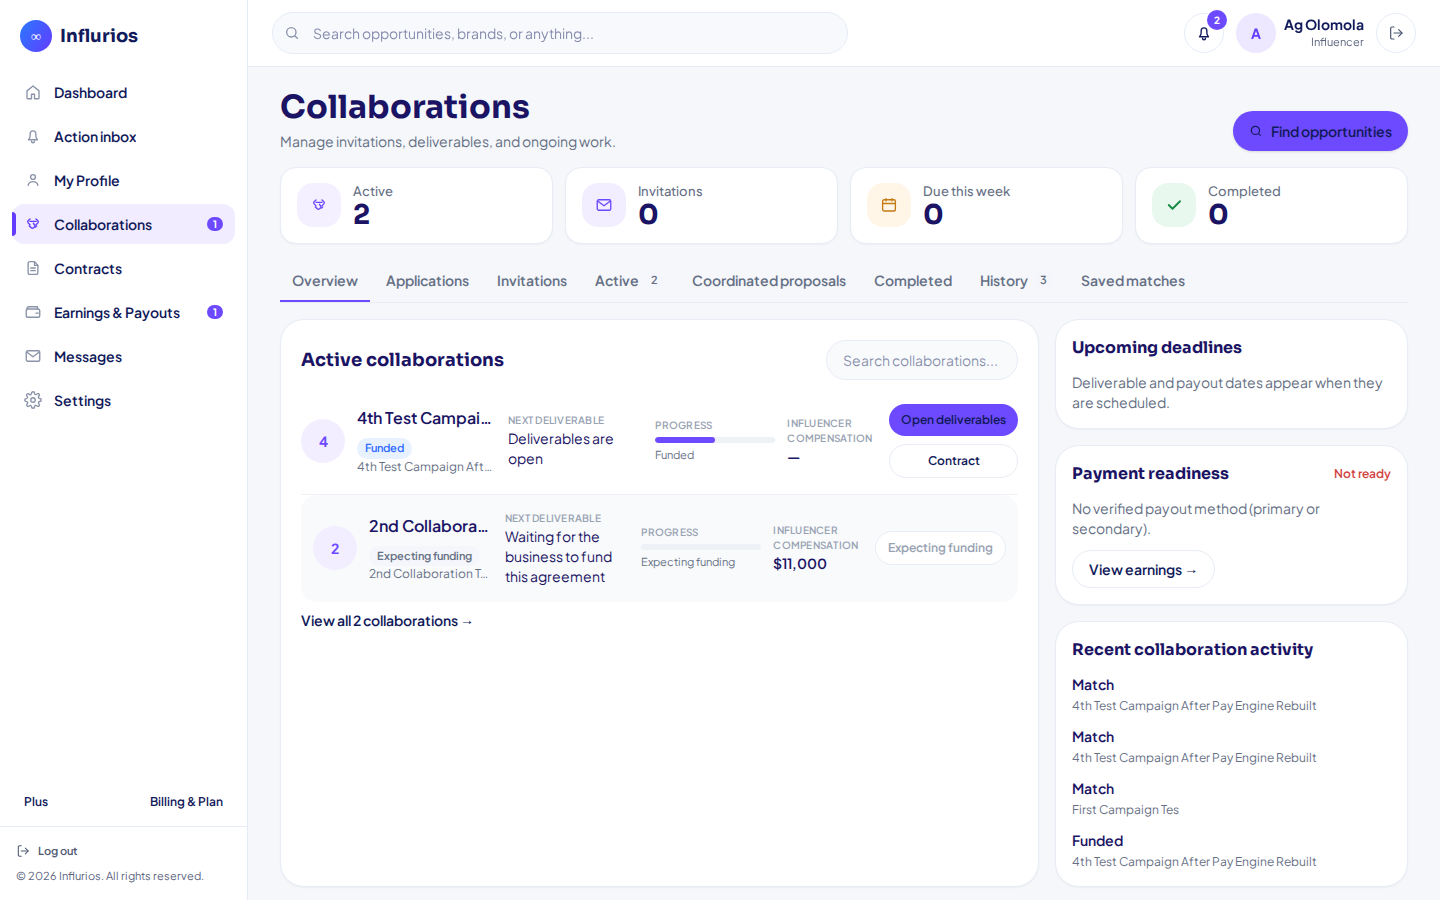 Influrios
Dashboard
Action inbox
My Profile
Collaborations 1
Contracts
Earnings & Payouts 1
Messages
Settings
Plus Billing & Plan
Log out
© 2026 Influrios. All rights reserved.
Search opportunities, brands, or anything...
2
A
Ag Olomola
Influencer
Collaborations
Manage invitations, deliverables, and ongoing work.
Find opportunities
Active
2
Invitations
0
Due this week
0
Completed
0
Overview Applications Invitations Active 2 Coordinated proposals Completed History 3 Saved matches
Active collaborations
Search collaborations...
4
4th Test Campai...
Funded
4th Test Campaign Aft...
NEXT DELIVERABLE
Deliverables are
open
PROGRESS
Funded
INFLUENCER
COMPENSATION
—
Open deliverables
Contract
2
2nd Collabora...
Expecting funding
2nd Collaboration T...
NEXT DELIVERABLE
Waiting for the
business to fund
this agreement
PROGRESS
Expecting funding
INFLUENCER
COMPENSATION
$11,000
Expecting funding
View all 2 collaborations →
Upcoming deadlines
Deliverable and payout dates appear when they
are scheduled.
Payment readiness Not ready
No verified payout method (primary or
secondary).
View earnings →
Recent collaboration activity
Match
4th Test Campaign After Pay Engine Rebuilt
Match
4th Test Campaign After Pay Engine Rebuilt
Match
First Campaign Tes
Funded
4th Test Campaign After Pay Engine Rebuilt